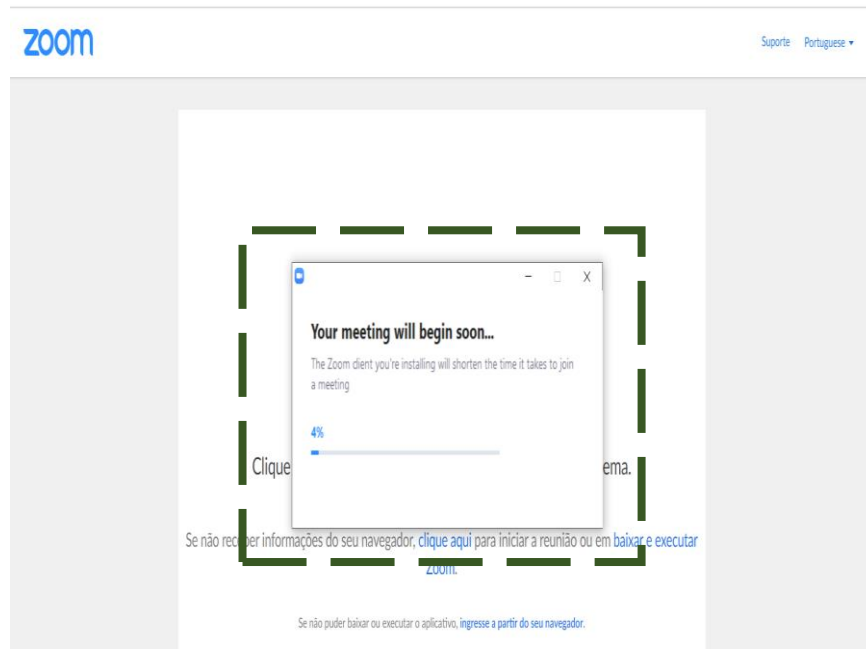 zoom
Suporte Portuguese
Your meeting will begin soon...
The Zoom client you're installing will shorten the time it takes to join
a meeting
4%
Clique ema.
Se não receber informações do seu navegador, clique aqui para iniciar a reunião ou em baixar e executar
Zoom.
Se não puder baixar ou executar o aplicativo, ingresse a partir do seu navegador.